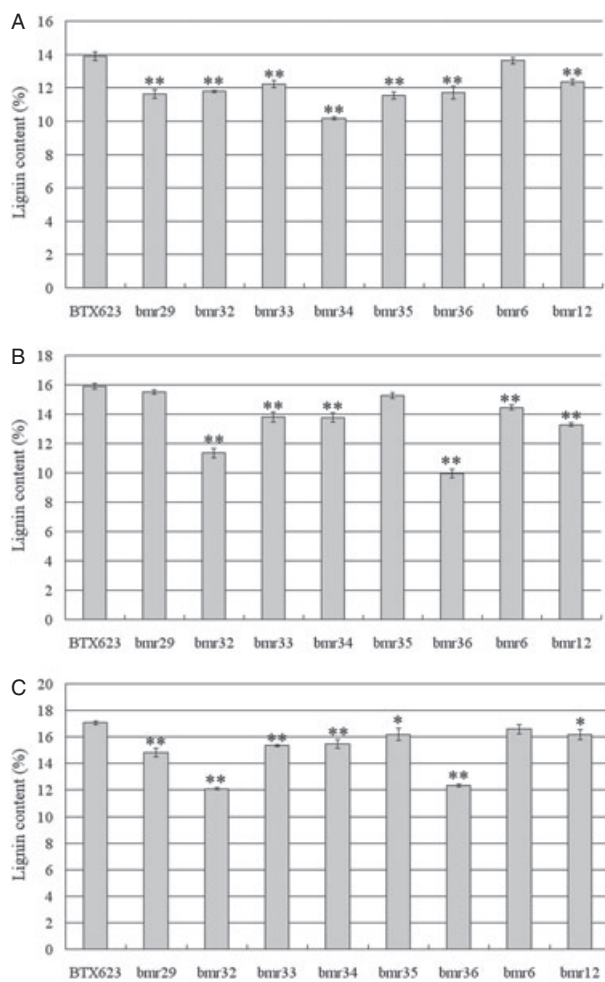 A
Lignin content (%)
16
14
12
10
8
6
4
2
0
** ** ** ** ** ** **
BTX623 bmr29 bmr32 bmr33 bmr34 bmr35 bmr36 bmr6 bmr12
B
Lignin content (%)
18
16
14
12
10
8
6
4
2
0
** ** ** ** ** **
BTX623 bmr29 bmr32 bmr33 bmr34 bmr35 bmr36 bmr6 bmr12
C
Lignin content (%)
20
18
16
14
12
10
8
6
4
2
0
** ** ** ** * ** *
BTX623 bmr29 bmr32 bmr33 bmr34 bmr35 bmr36 bmr6 bmr12